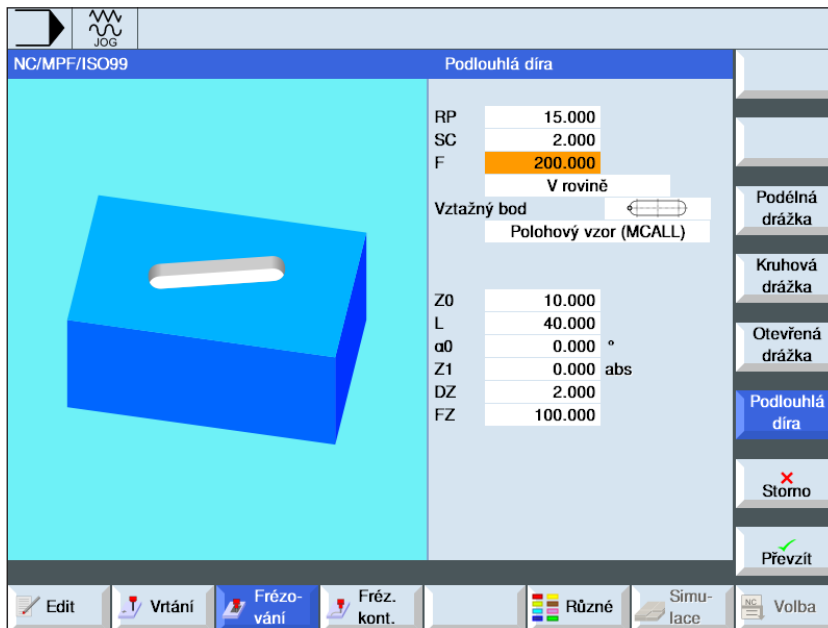 JOG
NC/MPF/ISO99
Podlouhlá díra
RP 15.000
SC 2.000
F 200.000
V rovině
Vztažný bod
Polohový vzor (MCALL)
Z0 10.000
L 40.000
α0 0.000 °
Z1 0.000 abs
DZ 2.000
FZ 100.000
Podélná
drážka
Kruhová
drážka
Otevřená
drážka
Podlouhlá
díra
Storno
Převzít
Edit
Vrtání
Frézo-
vání
Fréz.
kont.
Různé
Simu-
lace
NC
Volba